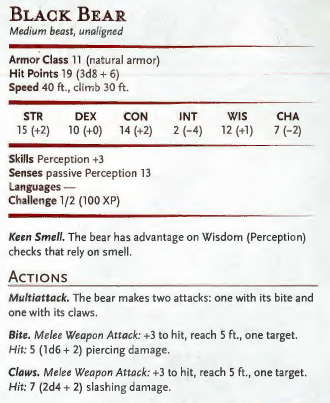 BLACK BEAR
Medium beast, unaligned
Armor Class 11 (natural armor)
Hit Points 19 (3d8 + 6)
Speed 40 ft., climb 30 ft.
STR DEX CON INT WIS CHA
15 (+2) 10 (+0) 14 (+2) 2 (−4) 12 (+1) 7 (−2)
Skills Perception +3
Senses passive Perception 13
Languages —
Challenge 1/2 (100 XP)
Keen Smell. The bear has advantage on Wisdom (Perception)
checks that rely on smell.
ACTIONS
Multiattack. The bear makes two attacks: one with its bite and
one with its claws.
Bite. Melee Weapon Attack: +3 to hit, reach 5 ft., one target.
Hit: 5 (1d6 + 2) piercing damage.
Claws. Melee Weapon Attack: +3 to hit, reach 5 ft., one target.
Hit: 7 (2d4 + 2) slashing damage.